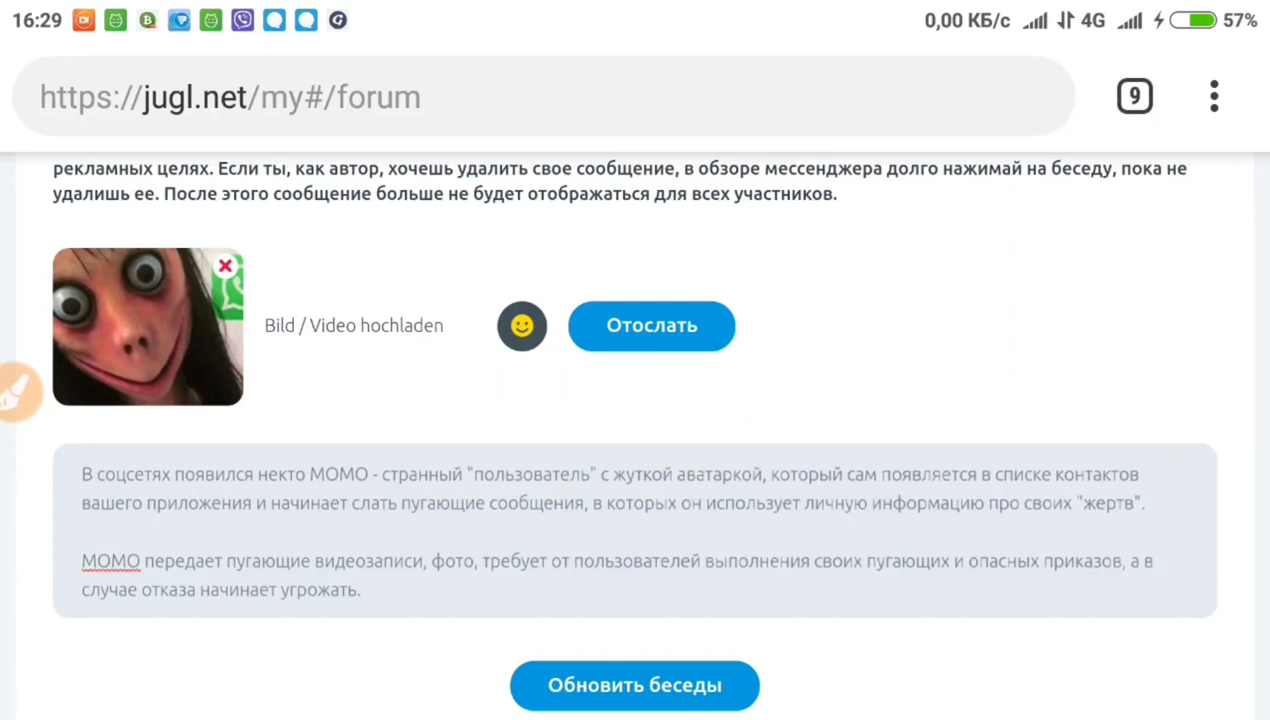 16:29
0,00 КБ/с 4G 57%
https://jugl.net/my#/forum
9
рекламных целях. Если ты, как автор, хочешь удалить свое сообщение, в обзоре мессенджера долго нажимай на беседу, пока не
удалишь ее. После этого сообщение больше не будет отображаться для всех участников.
Bild / Video hochladen
Отослать
В соцсетях появился некто МОМО - странный "пользователь" с жуткой аватаркой, который сам появляется в списке контактов
вашего приложения и начинает слать пугающие сообщения, в которых он использует личную информацию про своих "жертв".
МОМО передает пугающие видеозаписи, фото, требует от пользователей выполнения своих пугающих и опасных приказов, а в
случае отказа начинает угрожать.
Обновить беседы